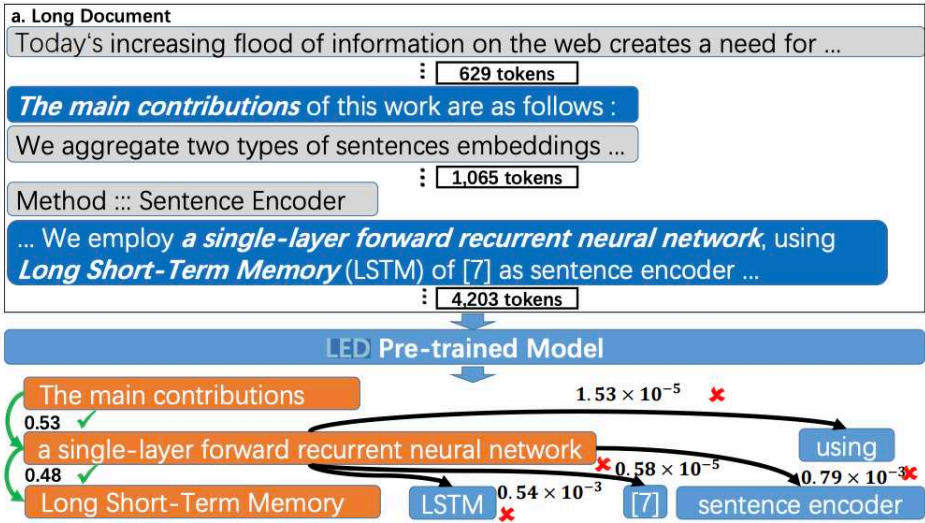 a. Long Document
Today's increasing flood of information on the web creates a need for ...
629 tokens
The main contributions of this work are as follows :
We aggregate two types of sentences embeddings ...
1,065 tokens
Method ::: Sentence Encoder
... We employ a single-layer forward recurrent neural network, using
Long Short-Term Memory (LSTM) of [7] as sentence encoder ...
4,203 tokens
LED Pre-trained Model
The main contributions
1.53 × 10⁻⁵
0.53
a single-layer forward recurrent neural network
using
0.48
0.58 × 10⁻⁵
0.79 × 10⁻³
Long Short-Term Memory
LSTM
0.54 × 10⁻³
[7]
sentence encoder